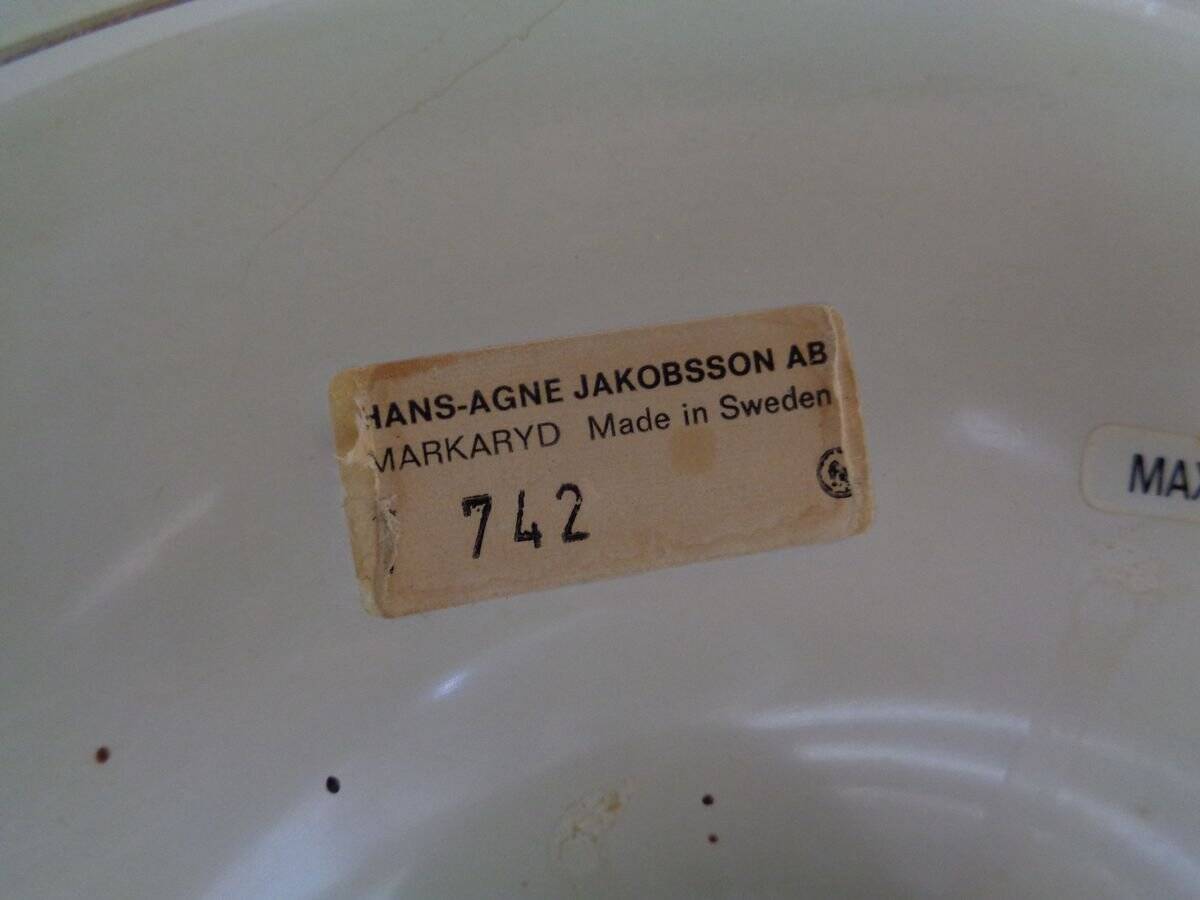 HANS-AGNE JAKOBSSON AB
MARKARYD Made in Sweden
742
MAX